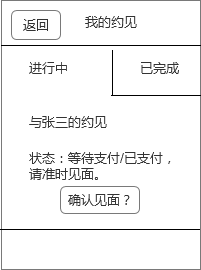 返回 我的约见
进行中 已完成
与张三的约见
状态：等待支付/已支付，
请准时见面。
确认见面？